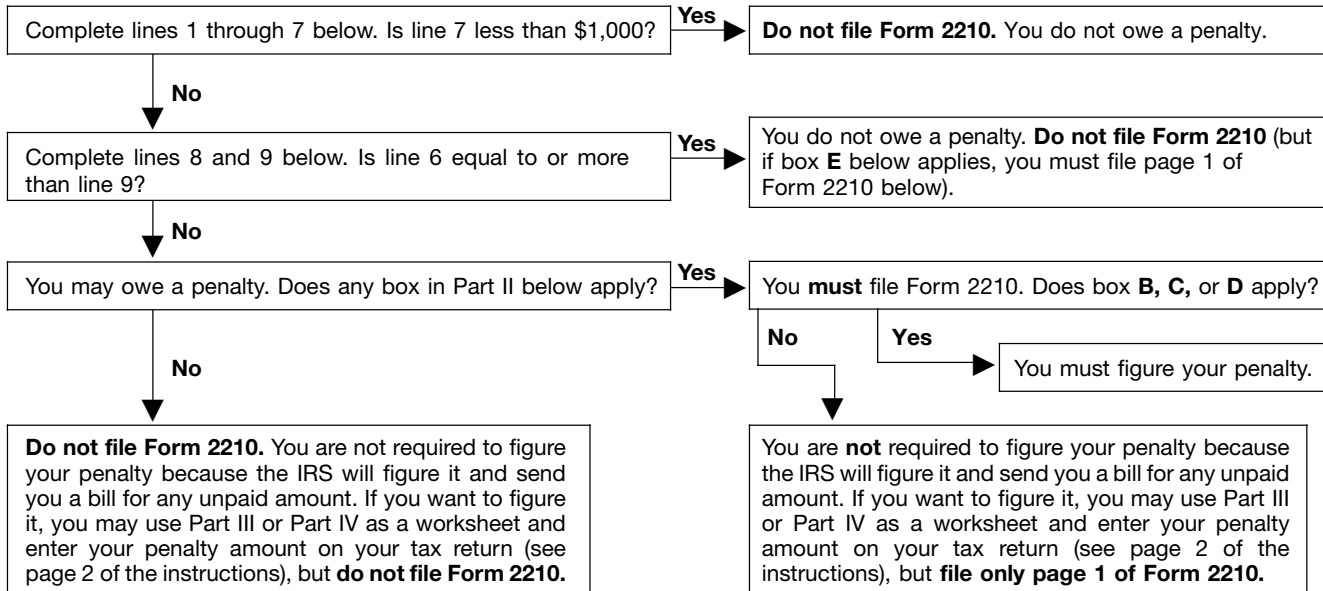 Complete lines 1 through 7 below. Is line 7 less than $1,000?
Yes
Do not file Form 2210. You do not owe a penalty.
No
Complete lines 8 and 9 below. Is line 6 equal to or more
than line 9?
Yes
You do not owe a penalty. Do not file Form 2210 (but
if box E below applies, you must file page 1 of
Form 2210 below).
No
You may owe a penalty. Does any box in Part II below apply?
Yes
You must file Form 2210. Does box B, C, or D apply?
No
Yes
You must figure your penalty.
No
Do not file Form 2210. You are not required to figure
your penalty because the IRS will figure it and send
you a bill for any unpaid amount. If you want to figure
it, you may use Part III or Part IV as a worksheet and
enter your penalty amount on your tax return (see
page 2 of the instructions), but do not file Form 2210.
You are not required to figure your penalty because
the IRS will figure it and send you a bill for any unpaid
amount. If you want to figure it, you may use Part III
or Part IV as a worksheet and enter your penalty
amount on your tax return (see page 2 of the
instructions), but file only page 1 of Form 2210.